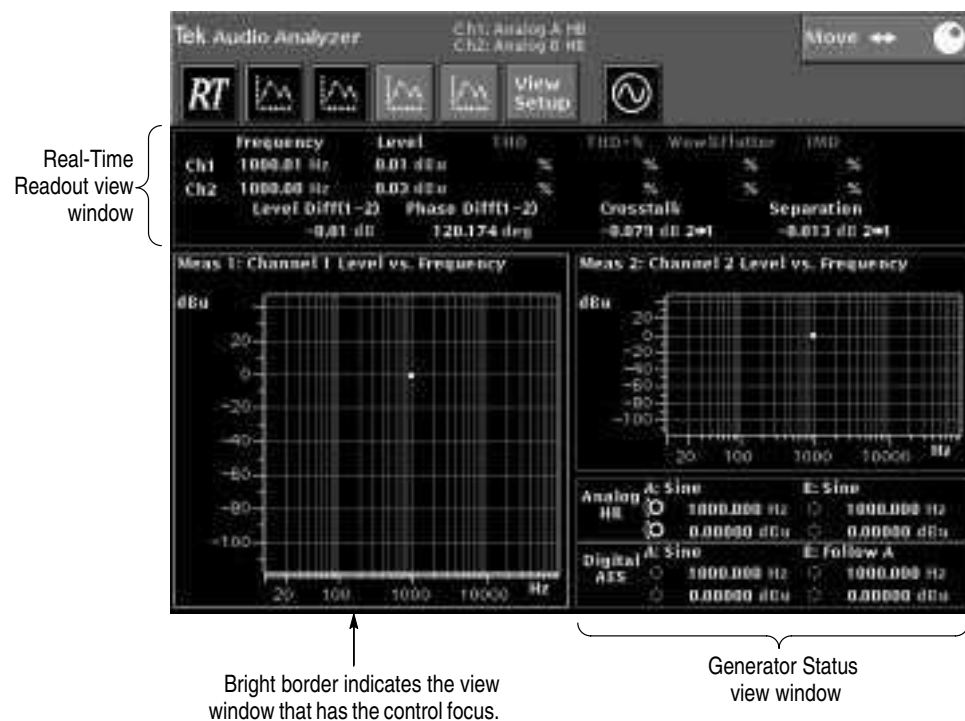 Tek Audio Analyzer
Ch1: Analog A HB
Ch2: Analog B HB
Move
RT
View
Setup
Real-Time
Readout view
window
Frequency Level THD THD+N Wow&Flutter IMD
Ch1 1000.01 Hz 0.01 dBu % % % %
Ch2 1000.00 Hz 0.03 dBu % % % %
Level Diff(1-2) Phase Diff(1-2) Crosstalk Separation
-0.01 dB 120.174 deg -0.079 dB 2→1 -0.013 dB 2→1
Meas 1: Channel 1 Level vs. Frequency
dBu
20
0
-20
-40
-60
-80
-100
20 100 1000 10000 Hz
Meas 2: Channel 2 Level vs. Frequency
dBu
20
0
-20
-40
-60
-80
-100
20 100 1000 10000 Hz
Analog
HB
A: Sine B: Sine
1000.000 Hz 1000.000 Hz
0.00000 dBu 0.00000 dBu
Digital
AES
A: Sine B: Follow A
1000.000 Hz 1000.000 Hz
0.00000 dBu 0.00000 dBu
Bright border indicates the view
window that has the control focus.
Generator Status
view window